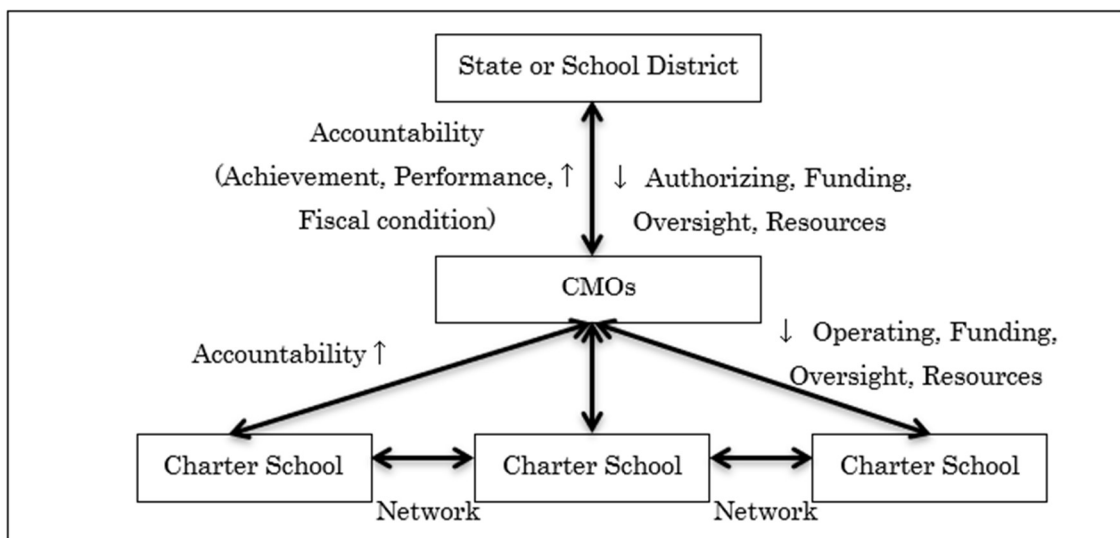 State or School District
Accountability
(Achievement, Performance, ↑
Fiscal condition)
↓ Authorizing, Funding,
Oversight, Resources
CMOs
Accountability ↑
↓ Operating, Funding,
Oversight, Resources
Charter School
Charter School
Charter School
Network
Network